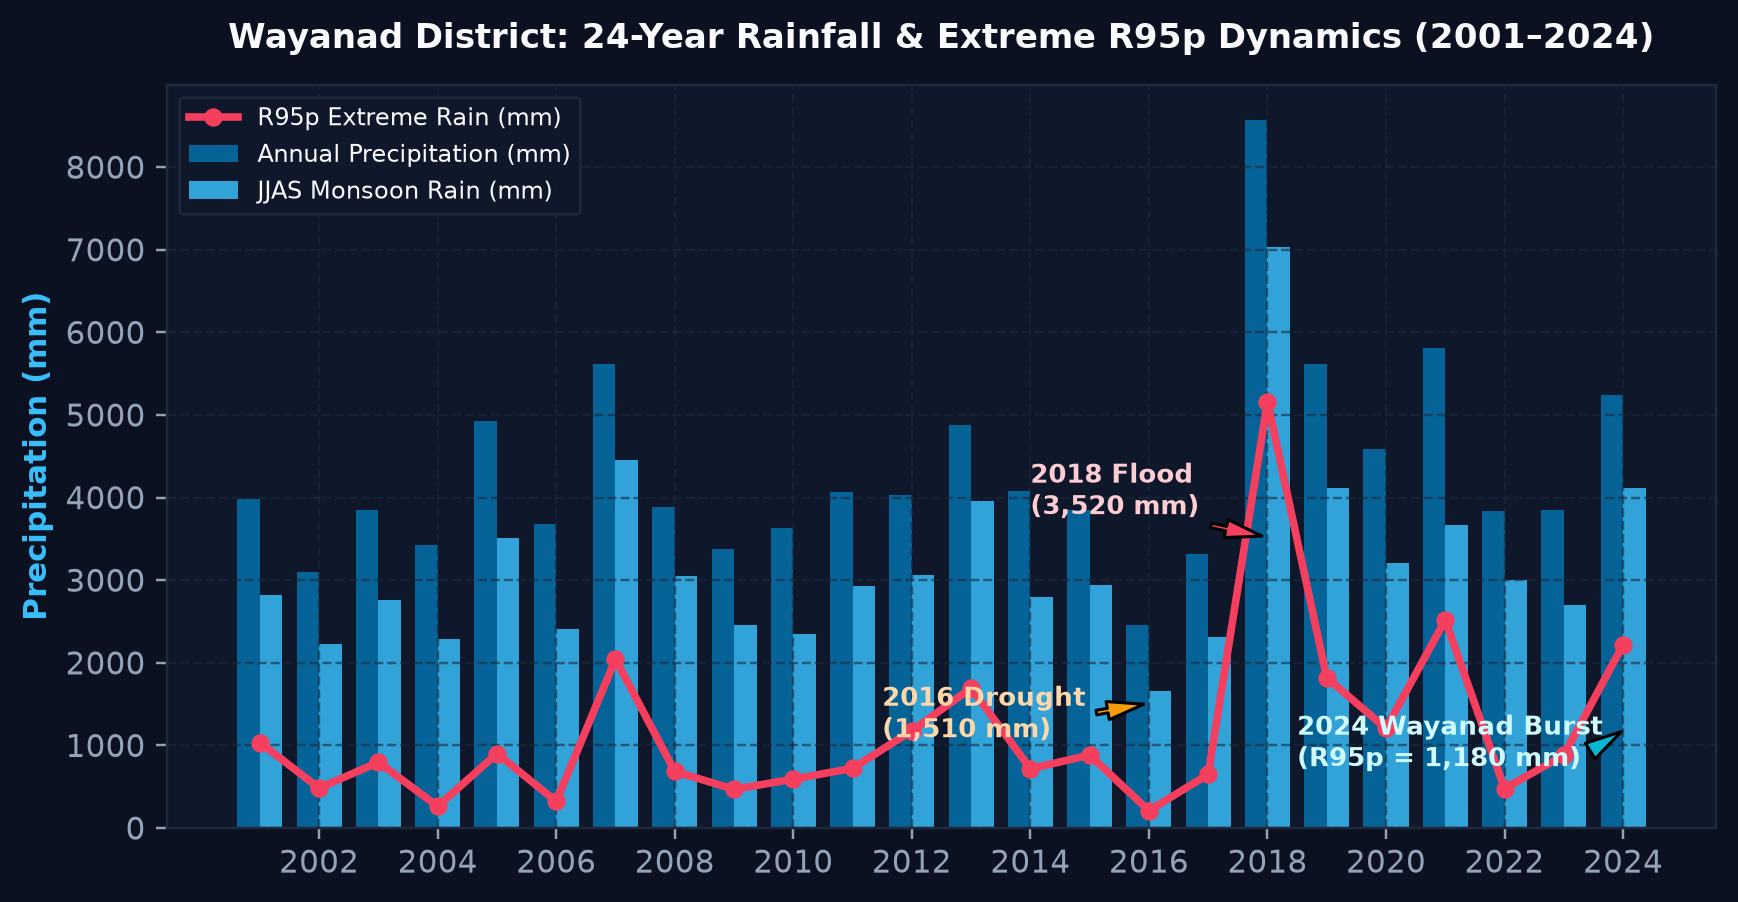 Wayanad District: 24-Year Rainfall & Extreme R95p Dynamics (2001–2024)
R95p Extreme Rain (mm)
Annual Precipitation (mm)
JJAS Monsoon Rain (mm)
Precipitation (mm)
8000
7000
6000
5000
4000
3000
2000
1000
0
2018 Flood
(3,520 mm)
2016 Drought
(1,510 mm)
2024 Wayanad Burst
(R95p = 1,180 mm)
2002 2004 2006 2008 2010 2012 2014 2016 2018 2020 2022 2024